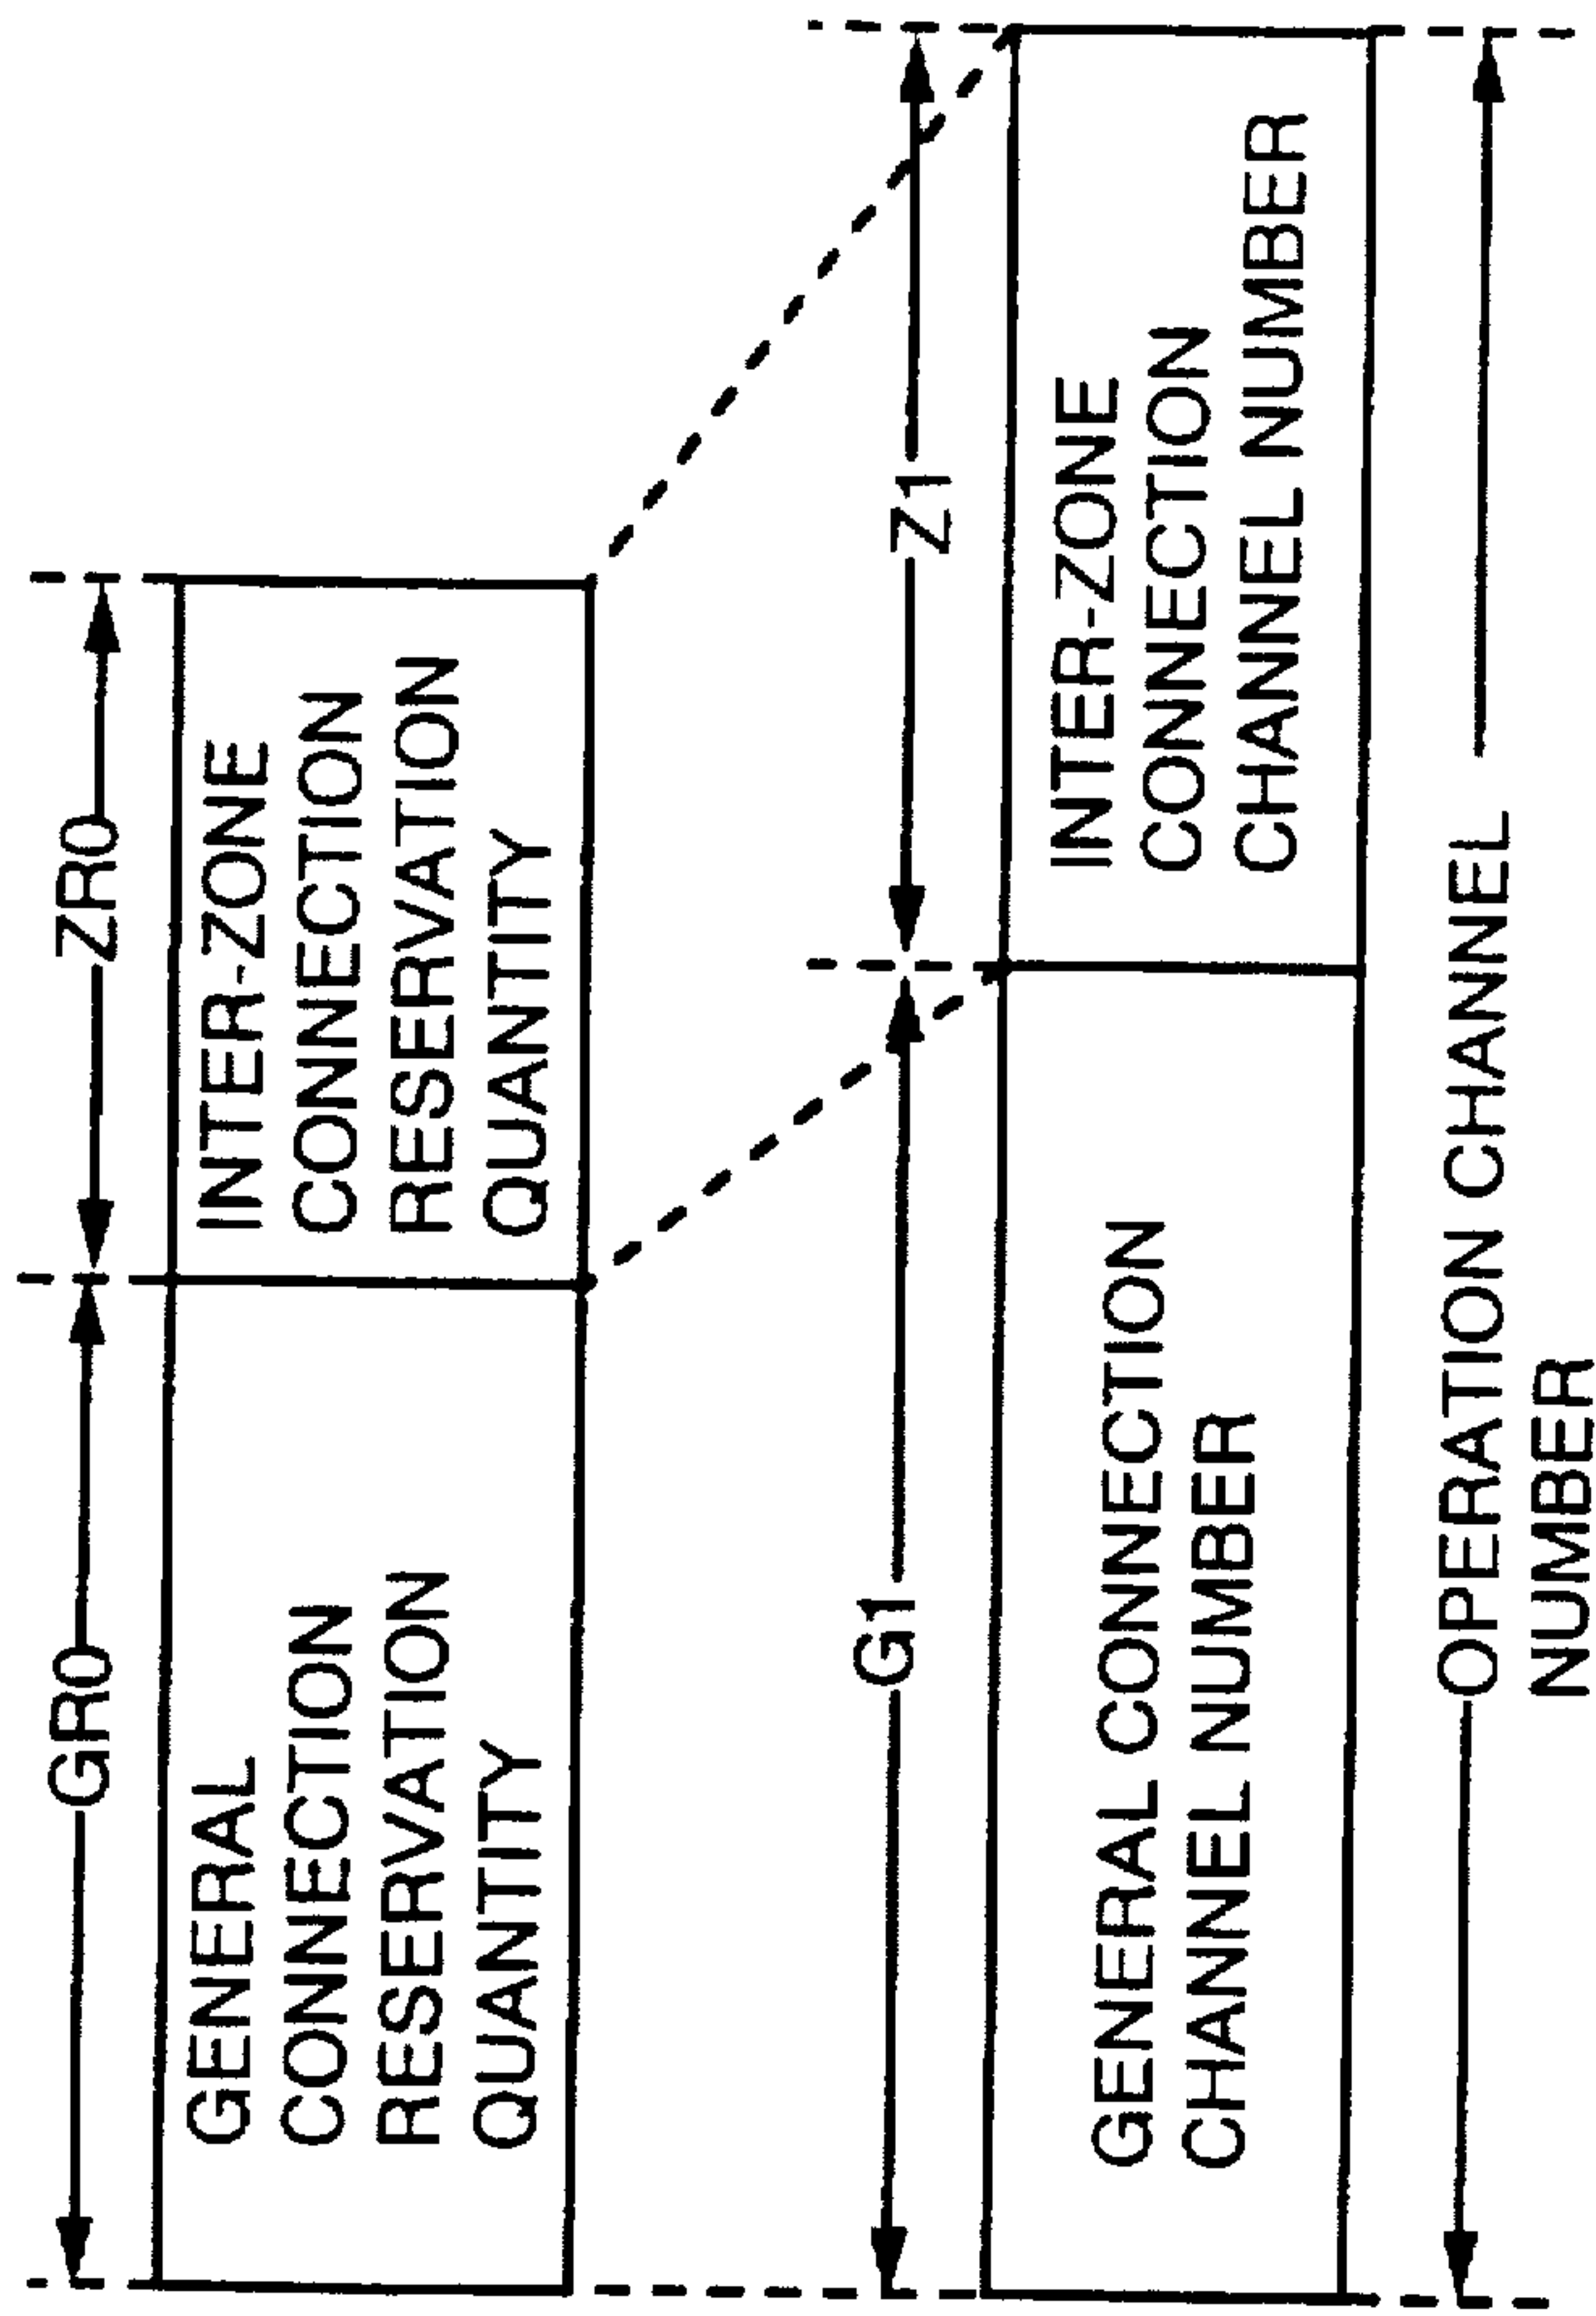 GR0
ZR0
GENERAL
CONNECTION
RESERVATION
QUANTITY
INTER-ZONE
CONNECTION
RESERVATION
QUANTITY
G1
Z1
GENERAL CONNECTION
CHANNEL NUMBER
INTER-ZONE
CONNECTION
CHANNEL NUMBER
OPERATION CHANNEL
NUMBER